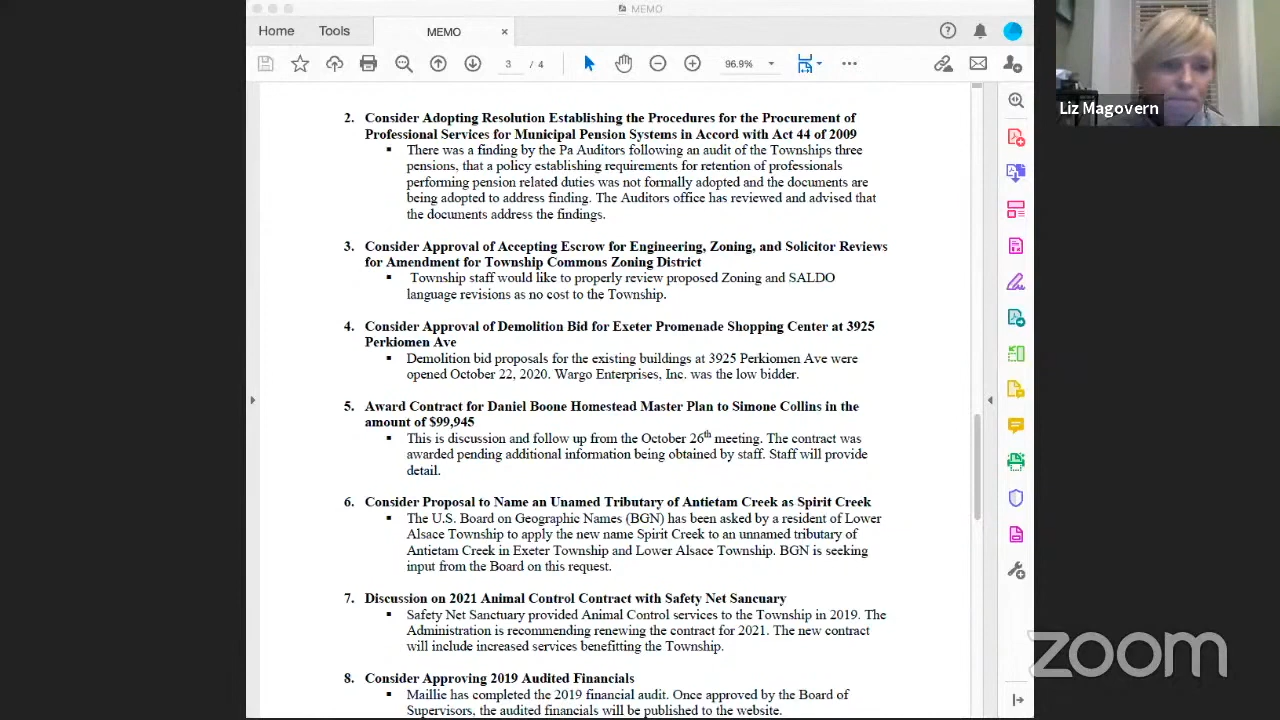 MEMO
Home
Tools
MEMO
×
3 / 4
96.9%
Liz Magovern
2. Consider Adopting Resolution Establishing the Procedures for the Procurement of
Professional Services for Municipal Pension Systems in Accord with Act 44 of 2009
▪ There was a finding by the Pa Auditors following an audit of the Townships three
pensions, that a policy establishing requirements for retention of professionals
performing pension related duties was not formally adopted and the documents are
being adopted to address finding. The Auditors office has reviewed and advised that
the documents address the findings.
3. Consider Approval of Accepting Escrow for Engineering, Zoning, and Solicitor Reviews
for Amendment for Township Commons Zoning District
▪ Township staff would like to properly review proposed Zoning and SALDO
language revisions as no cost to the Township.
4. Consider Approval of Demolition Bid for Exeter Promenade Shopping Center at 3925
Perkiomen Ave
▪ Demolition bid proposals for the existing buildings at 3925 Perkiomen Ave were
opened October 22, 2020. Wargo Enterprises, Inc. was the low bidder.
5. Award Contract for Daniel Boone Homestead Master Plan to Simone Collins in the
amount of $99,945
▪ This is discussion and follow up from the October 26th meeting. The contract was
awarded pending additional information being obtained by staff. Staff will provide
detail.
6. Consider Proposal to Name an Unamed Tributary of Antietam Creek as Spirit Creek
▪ The U.S. Board on Geographic Names (BGN) has been asked by a resident of Lower
Alsace Township to apply the new name Spirit Creek to an unnamed tributary of
Antietam Creek in Exeter Township and Lower Alsace Township. BGN is seeking
input from the Board on this request.
7. Discussion on 2021 Animal Control Contract with Safety Net Sancuary
▪ Safety Net Sanctuary provided Animal Control services to the Township in 2019. The
Administration is recommending renewing the contract for 2021. The new contract
will include increased services benefitting the Township.
8. Consider Approving 2019 Audited Financials
▪ Maillie has completed the 2019 financial audit. Once approved by the Board of
Supervisors, the audited financials will be published to the website.
zoom